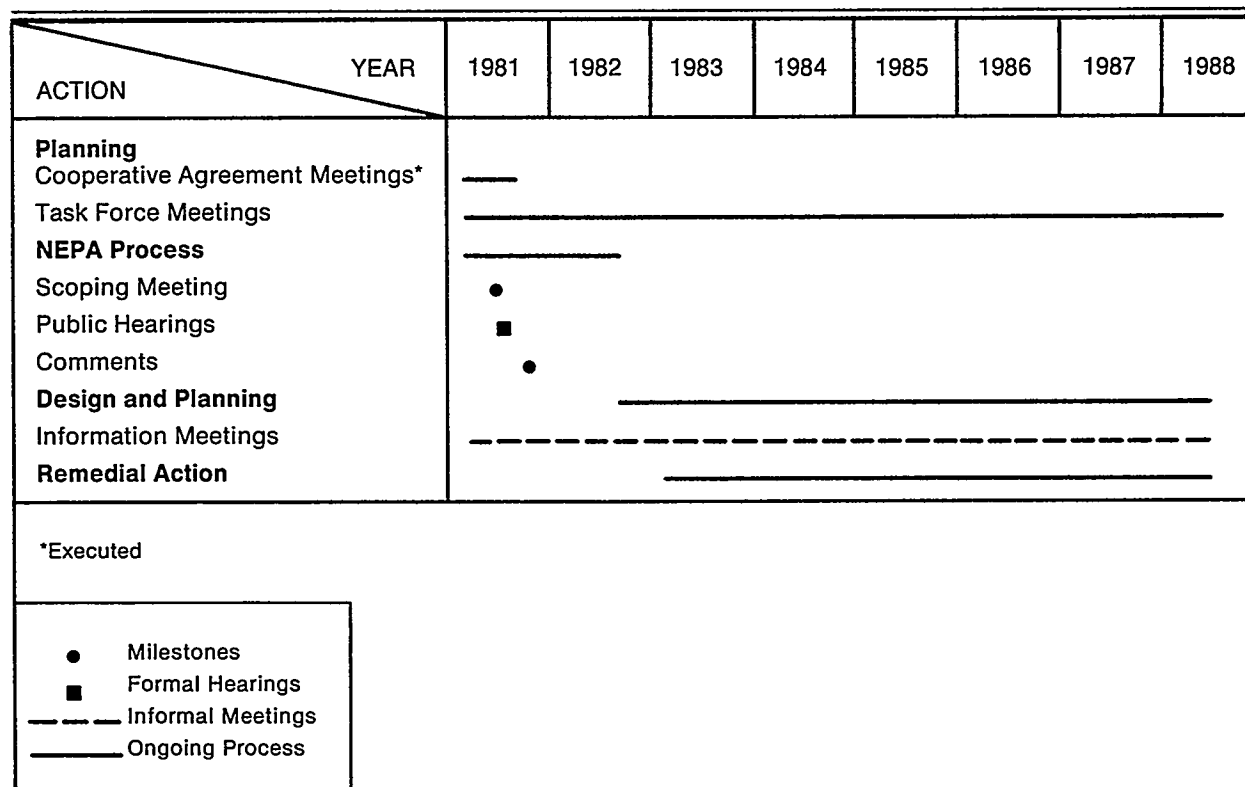 YEAR 1981 1982 1983 1984 1985 1986 1987 1988
ACTION
Planning
Cooperative Agreement Meetings*
Task Force Meetings
NEPA Process
Scoping Meeting
Public Hearings
Comments
Design and Planning
Information Meetings
Remedial Action
*Executed
Milestones
Formal Hearings
Informal Meetings
Ongoing Process